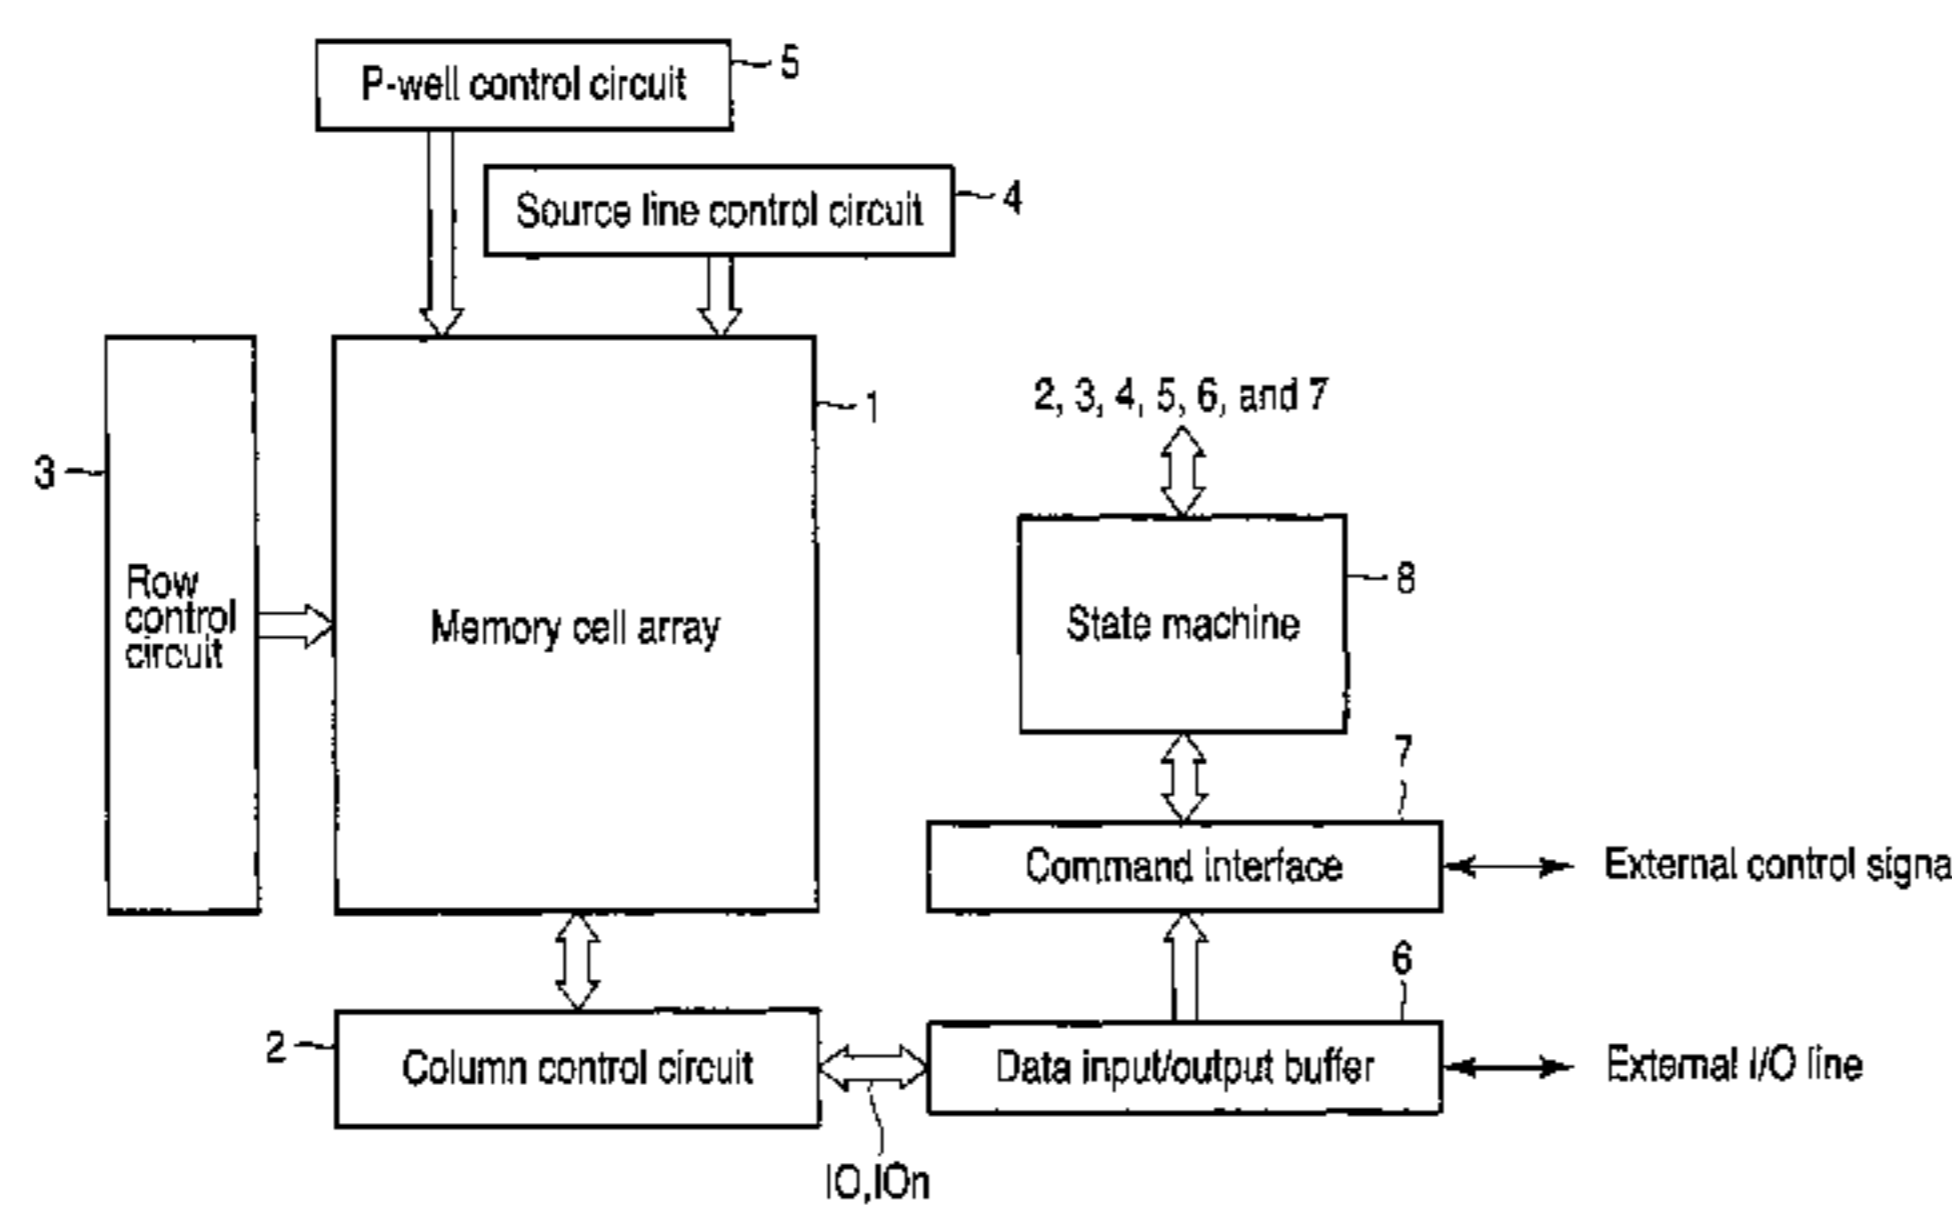 P-well control circuit
5
Source line control circuit
4
1
2, 3, 4, 5, 6, and 7
3
8
Row
control
circuit
Memory cell array
State machine
7
Command interface
External control signa
6
2
Column control circuit
Data input/output buffer
External I/O line
IO,IOn